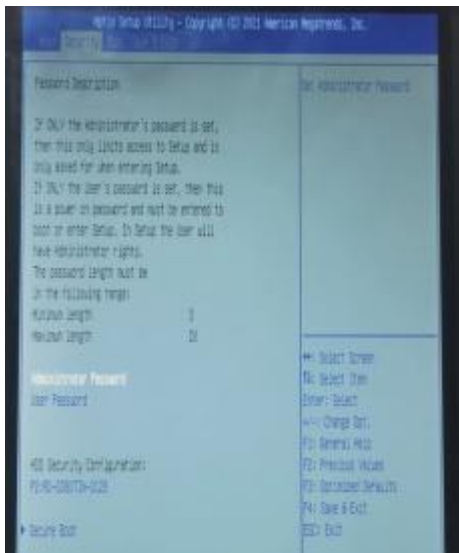 Aptio Setup Utility - Copyright (C) 2021 American Megatrends, Inc.
Security
Password Description
Set Administrator Password
If ONLY the Administrator's password is set,
then this only limits access to Setup and is
only asked for when entering Setup.
If ONLY the User's password is set, then this
is a power on password and must be entered to
boot or enter Setup. In Setup the User will
have Administrator rights.
The password length must be
in the following range:
Minimum length
Maximum length
Administrator Password
User Password
HDD Security Configuration:
Secure Boot
Select Screen
Select Item
Enter: Select
+/-: Change Opt.
F1: General Help
F2: Previous Values
F3: Optimized Defaults
F4: Save & Exit
ESC: Exit